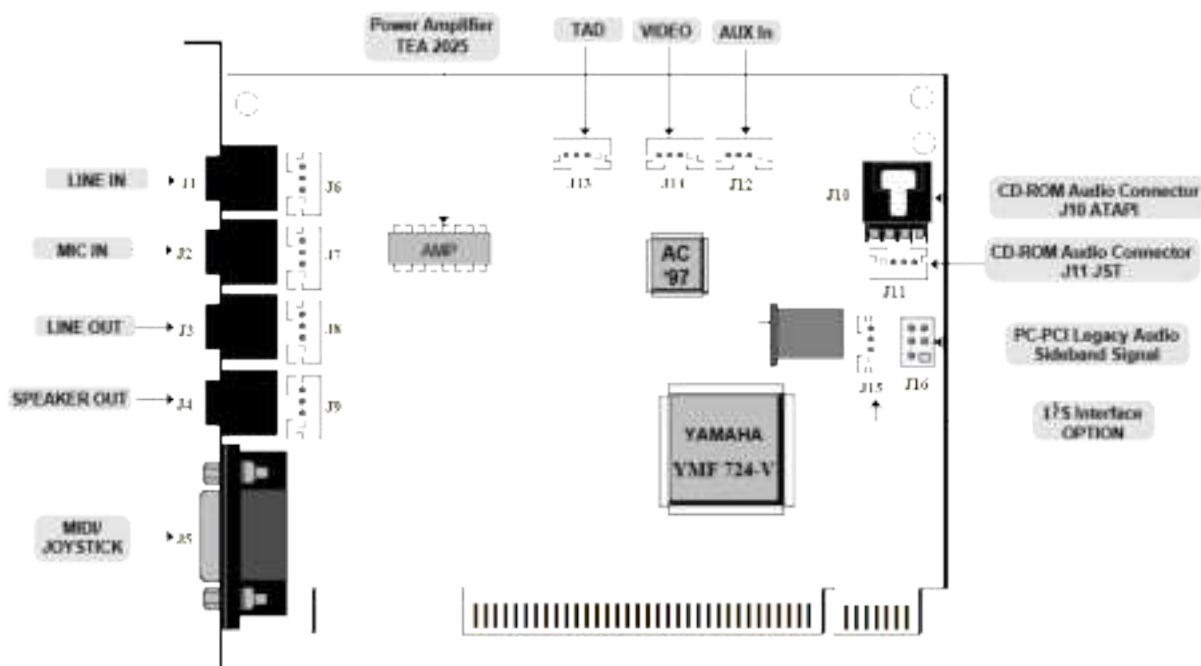 Power Amplifier
TEA 2025
TAD
VIDEO
AUX In
LINE IN
J1
J6
J13
J14
J12
J10
CD-ROM Audio Connector
J10 ATAPI
MIC IN
J2
J7
AMP
AC
'97
CD-ROM Audio Connector
J11 JST
J11
LINE OUT
J3
J8
PC-PCI Legacy Audio
Sideband Signal
J15
J16
SPEAKER OUT
J4
J9
I²S Interface
OPTION
YAMAHA
YMF 724-V
MIDI/
JOYSTICK
J5